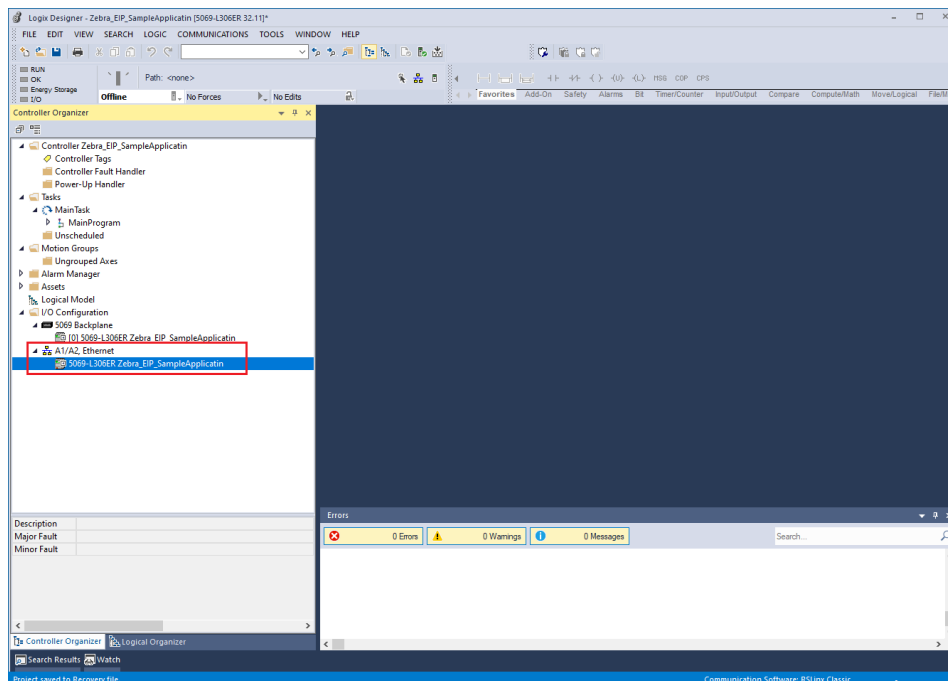 Logix Designer - Zebra_EIP_SampleApplicatin [5069-L306ER 32.11]*
FILE EDIT VIEW SEARCH LOGIC COMMUNICATIONS TOOLS WINDOW HELP
RUN
OK
Energy Storage
I/O
Path: <none>
Offline No Forces No Edits
MSG COP CPS
Favorites Add-On Safety Alarms Bit Timer/Counter Input/Output Compare Compute/Math Move/Logical File/M
Controller Organizer
Controller Zebra_EIP_SampleApplicatin
Controller Tags
Controller Fault Handler
Power-Up Handler
Tasks
MainTask
MainProgram
Unscheduled
Motion Groups
Ungrouped Axes
Alarm Manager
Assets
Logical Model
I/O Configuration
5069 Backplane
[0] 5069-L306ER Zebra_EIP_SampleApplicatin
A1/A2, Ethernet
5069-L306ER Zebra_EIP_SampleApplicatin
Description
Major Fault
Minor Fault
Errors
0 Errors 0 Warnings 0 Messages
Search...
Controller Organizer Logical Organizer
Search Results Watch
Project saved to Recovery file.
Communication Software: RSLinx Classic